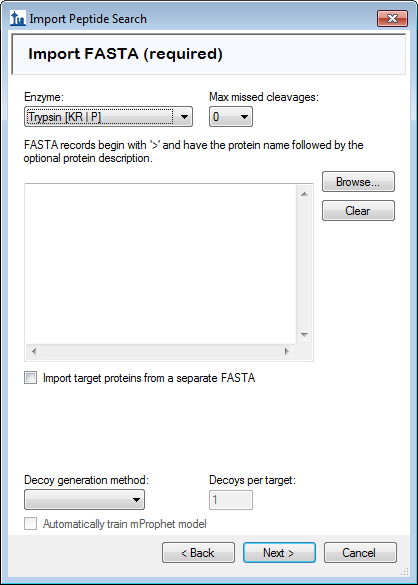 Import Peptide Search
Import FASTA (required)
Enzyme: Max missed cleavages:
Trypsin [KR | P] 0
FASTA records begin with '>' and have the protein name followed by the
optional protein description.
Browse...
Clear
Import target proteins from a separate FASTA
Decoy generation method: Decoys per target:
1
Automatically train mProphet model
< Back Next > Cancel